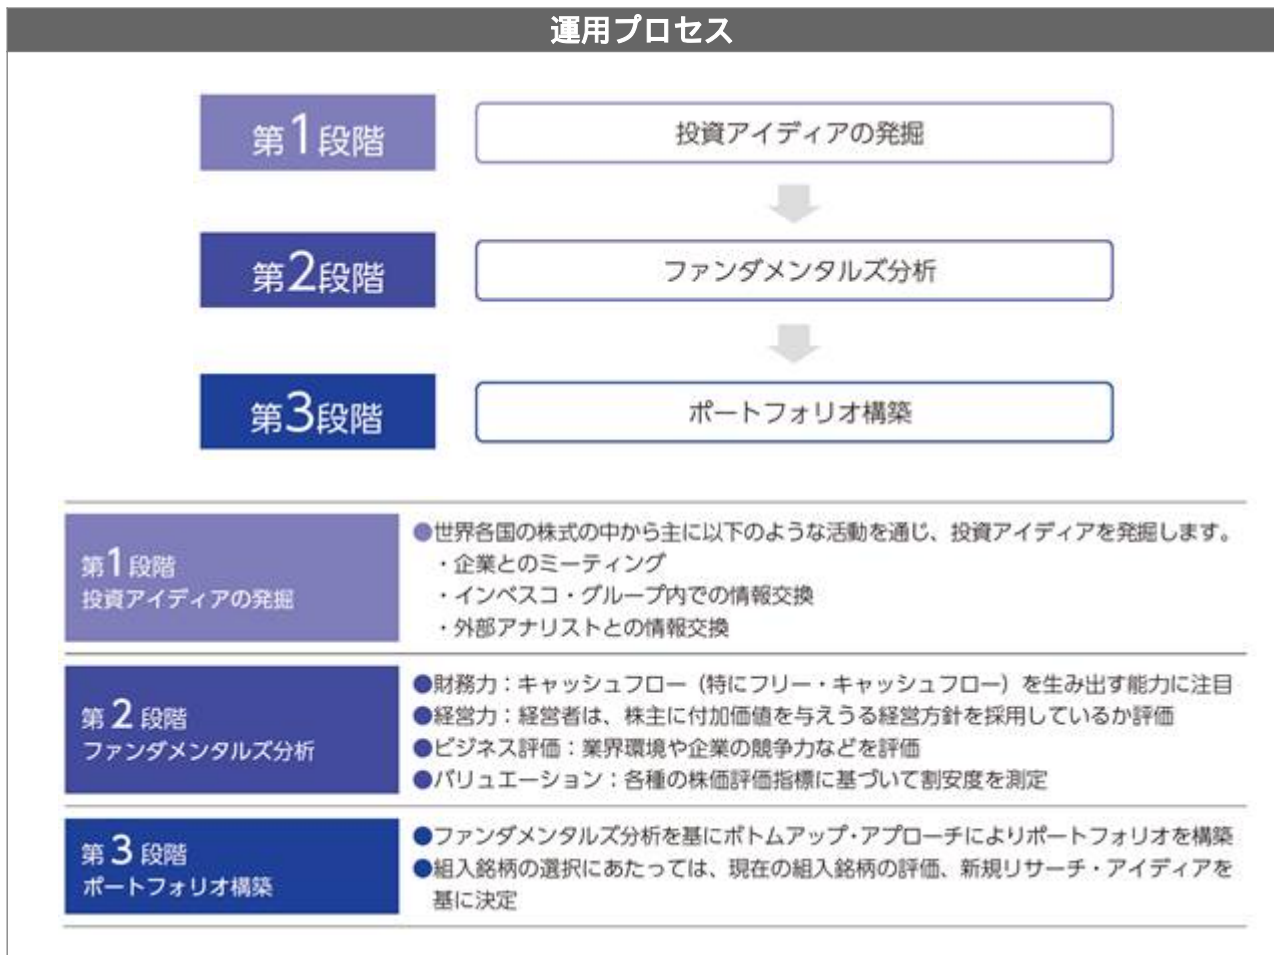 運用プロセス
第1段階
投資アイディアの発掘
第2段階
ファンダメンタルズ分析
第3段階
ポートフォリオ構築
第1段階
投資アイディアの発掘
●世界各国の株式の中から主に以下のような活動を通じ、投資アイディアを発掘します。
・企業とのミーティング
・インベスコ・グループ内での情報交換
・外部アナリストとの情報交換
第2段階
ファンダメンタルズ分析
●財務力：キャッシュフロー（特にフリー・キャッシュフロー）を生み出す能力に注目
●経営力：経営者は、株主に付加価値を与えうる経営方針を採用しているか評価
●ビジネス評価：業界環境や企業の競争力などを評価
●バリュエーション：各種の株価評価指標に基づいて割安度を測定
第3段階
ポートフォリオ構築
●ファンダメンタルズ分析を基にボトムアップ・アプローチによりポートフォリオを構築
●組入銘柄の選択にあたっては、現在の組入銘柄の評価、新規リサーチ・アイディアを
基に決定